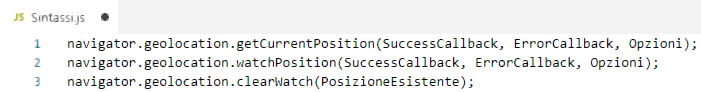 JS Sintassi.js
1 navigator.geolocation.getCurrentPosition(SuccessCallback, ErrorCallback, Opzioni);
2 navigator.geolocation.watchPosition(SuccessCallback, ErrorCallback, Opzioni);
3 navigator.geolocation.clearWatch(PosizioneEsistente);